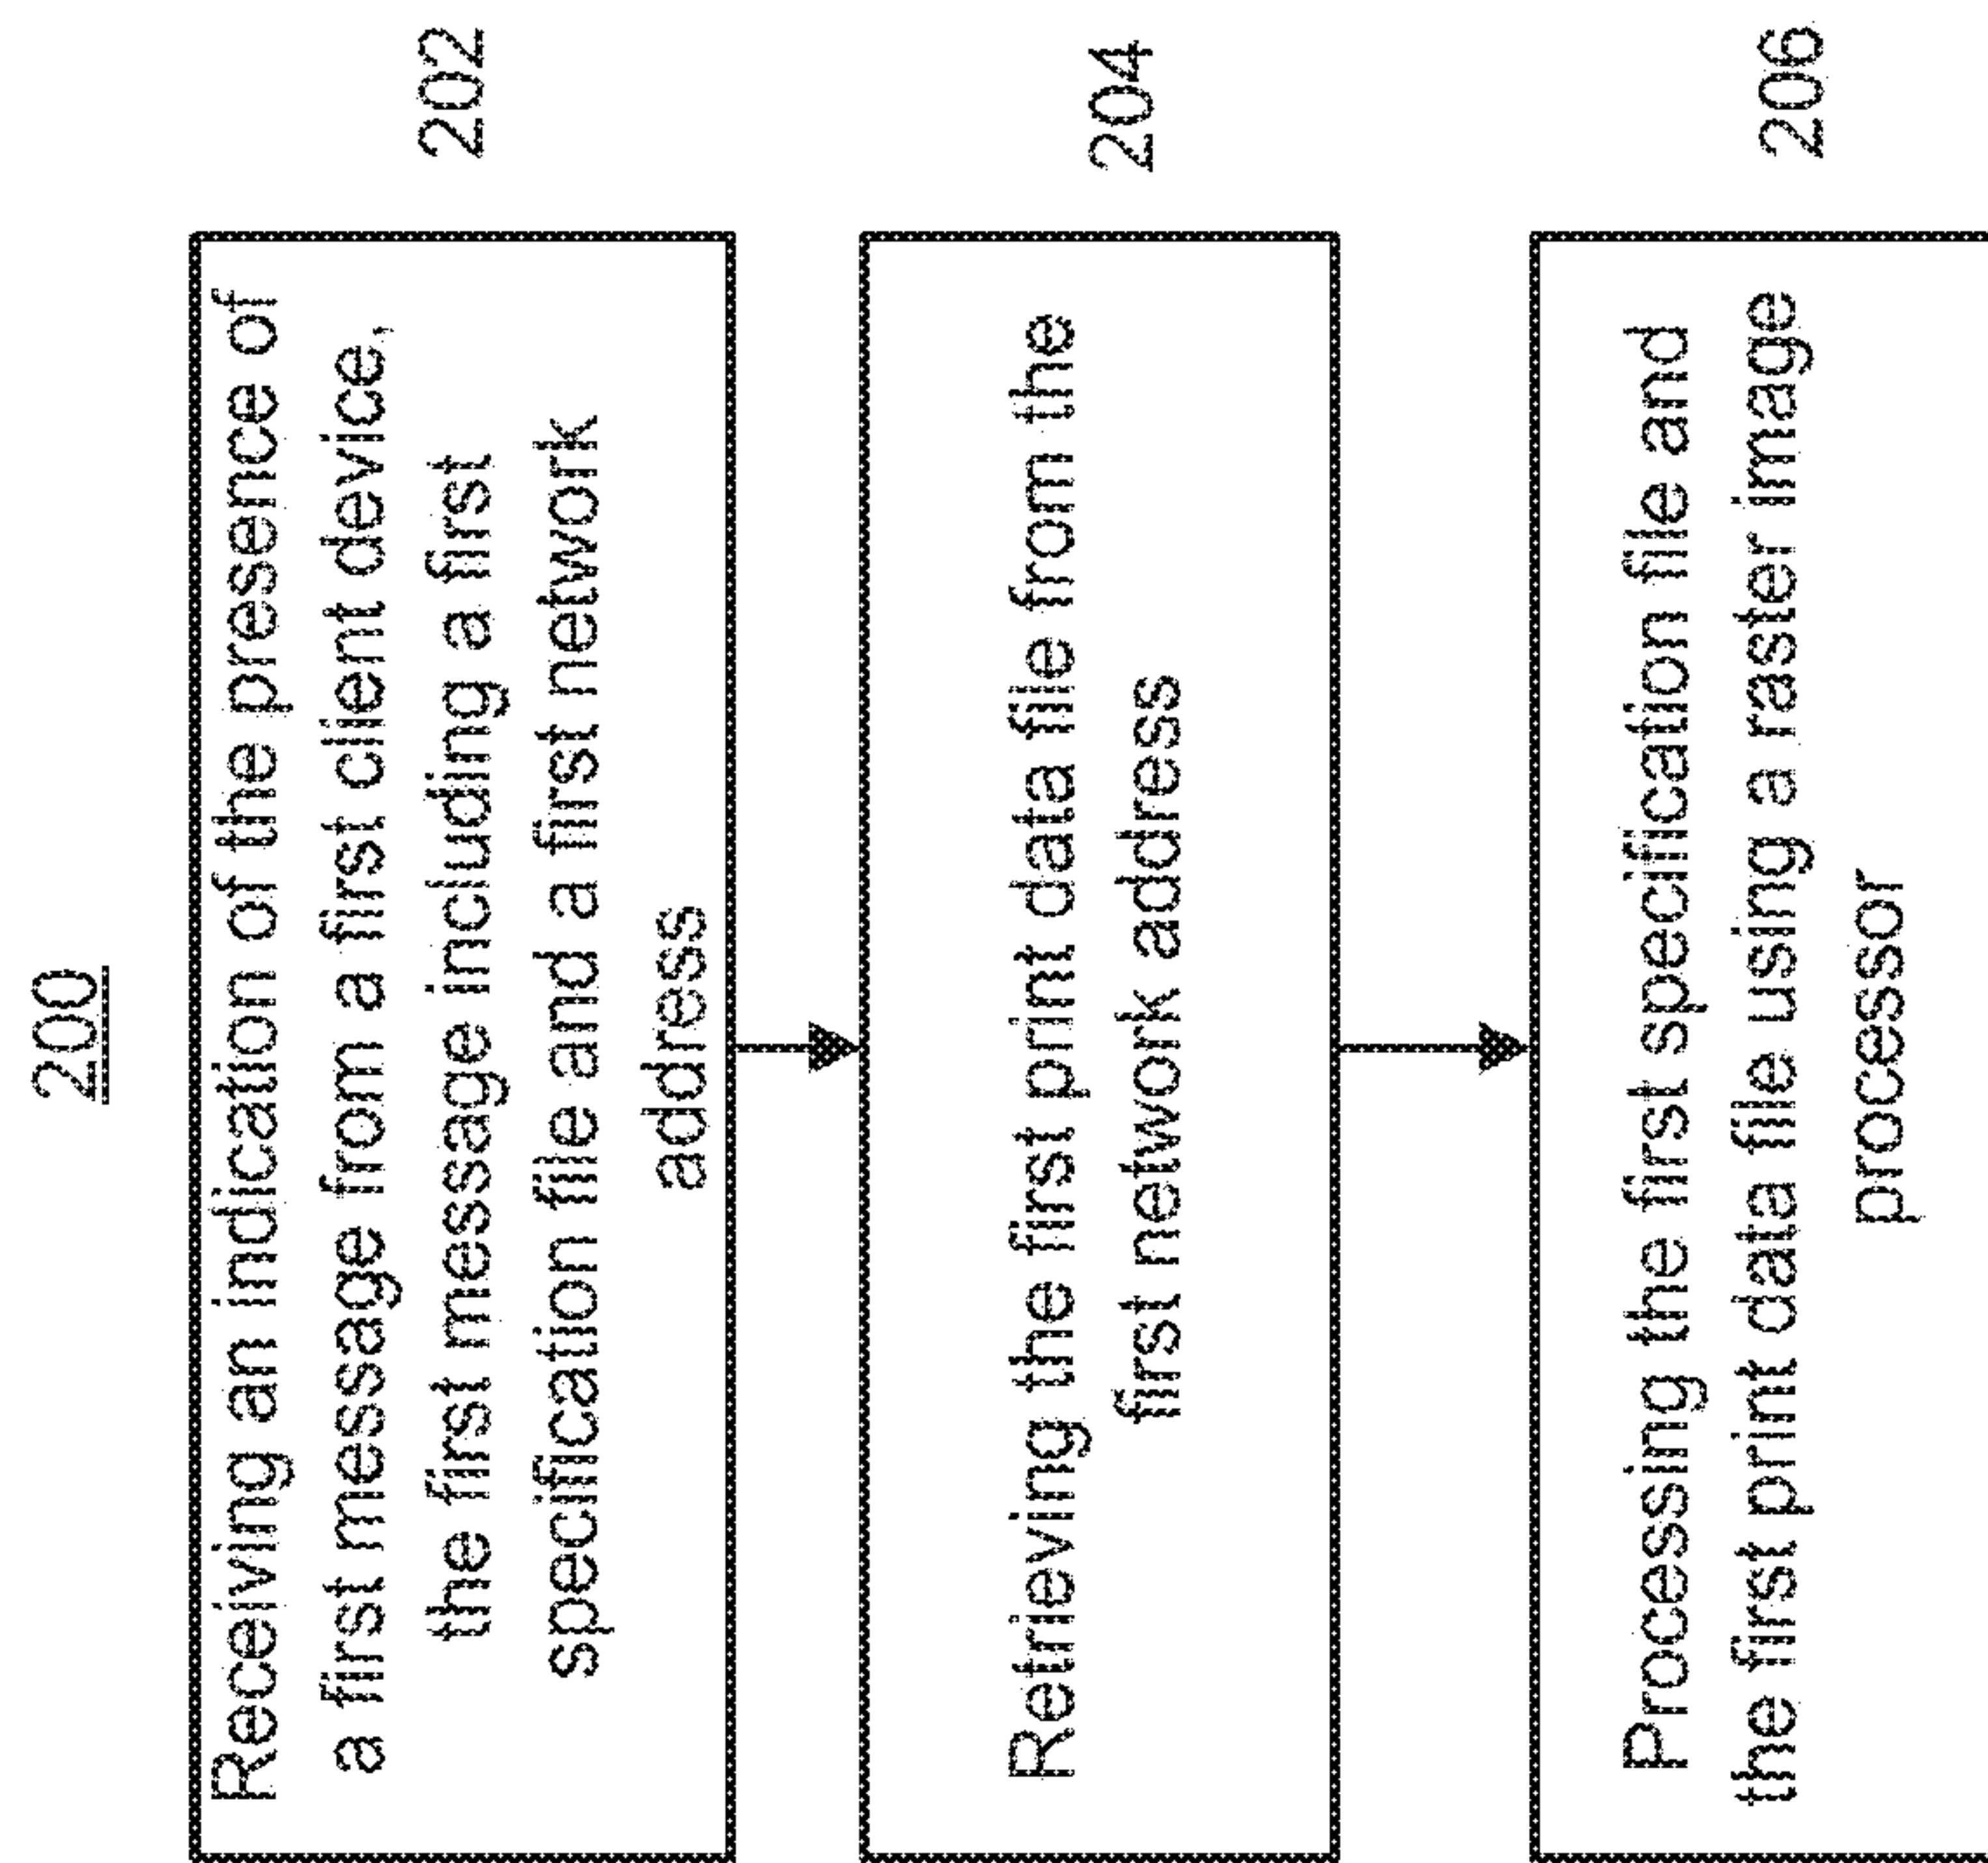 200
Receiving an indication of the presence of
a first message from a first client device,
the first message including a first
specification file and a first network
address
202
Retrieving the first print data file from the
first network address
204
Processing the first specification file and
the first print data file using a raster image
processor
206